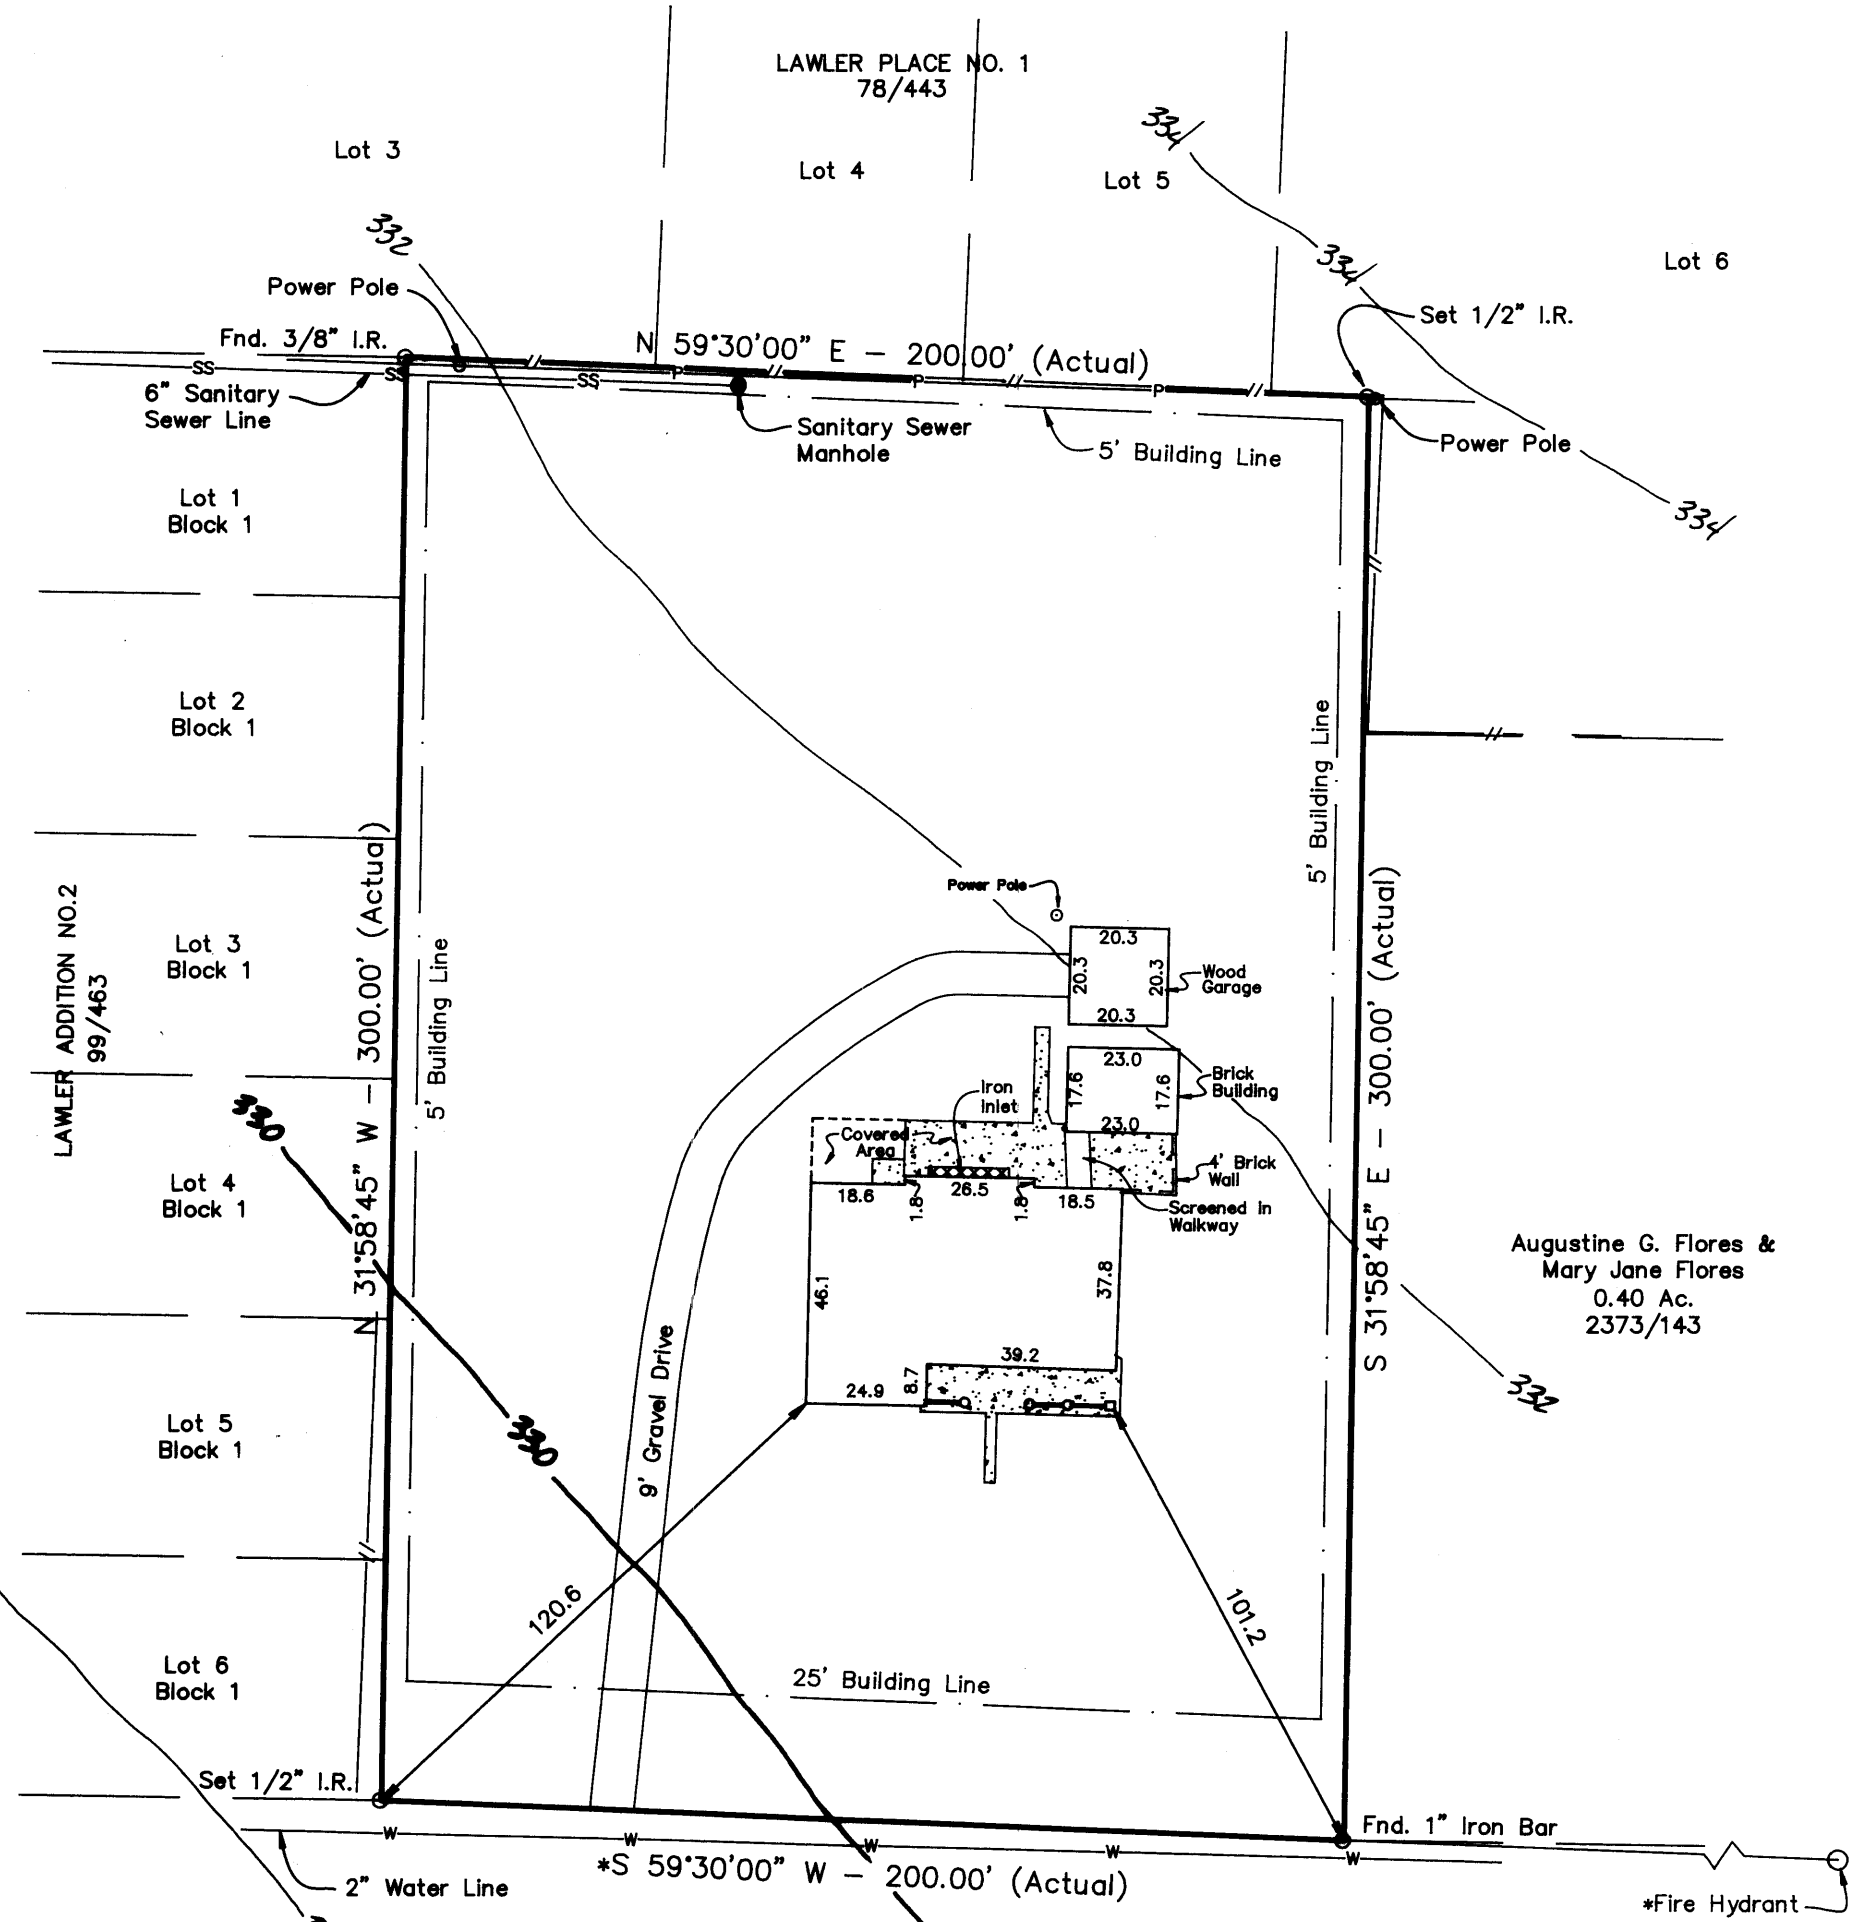 LAWLER PLACE NO. 1
78/443
Lot 3
Lot 4
Lot 5
Lot 6
334
334
334
332
Power Pole
Set 1/2" I.R.
Fnd. 3/8" I.R.
N 59°30'00" E - 200.00' (Actual)
SS
SS
SS
P
P
P
6" Sanitary
Sewer Line
Sanitary Sewer
Manhole
5' Building Line
Power Pole
Lot 1
Block 1
Lot 2
Block 1
Lot 3
Block 1
Lot 4
Block 1
Lot 5
Block 1
Lot 6
Block 1
LAWLER ADDITION NO.2
99/463
N 31°58'45" W - 300.00' (Actual)
5' Building Line
5' Building Line
S 31°58'45" E - 300.00' (Actual)
Power Pole
20.3
20.3
20.3
20.3
Wood
Garage
23.0
17.6
17.6
23.0
Brick
Building
Iron
Inlet
Covered
Area
4' Brick
Wall
18.6
1.8
26.5
1.8
18.5
Screened In
Walkway
46.1
37.8
39.2
8.7
24.9
330
330
332
9' Gravel Drive
Augustine G. Flores &
Mary Jane Flores
0.40 Ac.
2373/143
120.6
101.2
25' Building Line
Set 1/2" I.R.
Fnd. 1" Iron Bar
W
W
W
W
W
*S 59°30'00" W - 200.00' (Actual)
2" Water Line
*Fire Hydrant